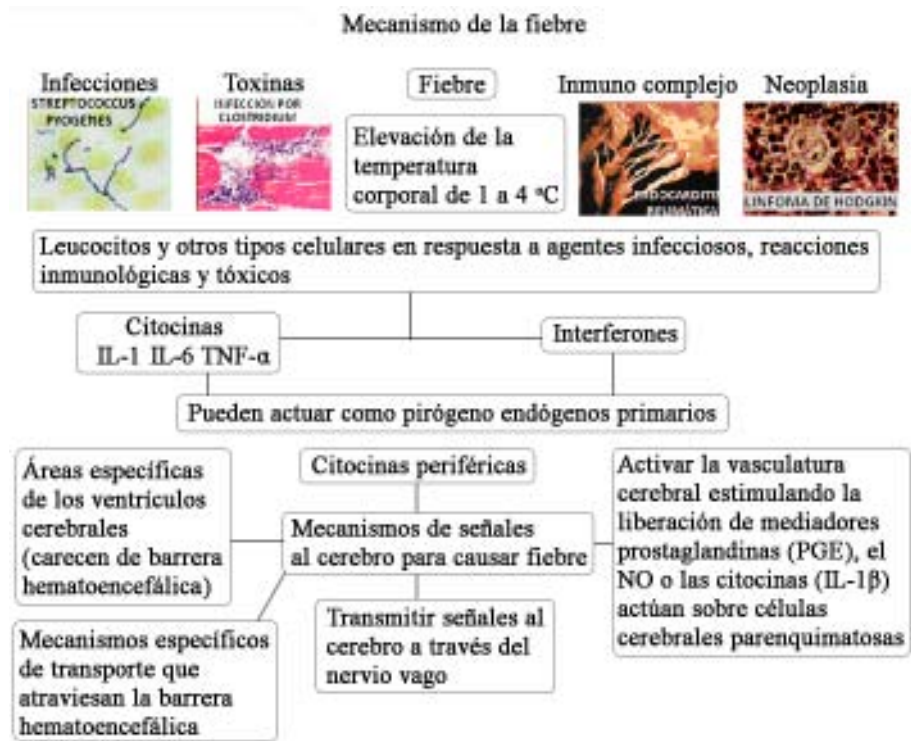 Mecanismo de la fiebre
Infecciones
STREPTOCOCCUS
PYOGENES
Toxinas
INFECCION POR
CLOSTRIDIUM
Fiebre
Elevación de la
temperatura
corporal de 1 a 4 ºC
Inmuno complejo
ENDOCARDITIS
REUMÁTICA
Neoplasia
LINFOMA DE HODGKIN
Leucocitos y otros tipos celulares en respuesta a agentes infecciosos, reacciones
inmunológicas y tóxicos
Citocinas
IL-1 IL-6 TNF-α
Interferones
Pueden actuar como pirógeno endógenos primarios
Áreas específicas
de los ventrículos
cerebrales
(carecen de barrera
hematoencefálica)
Citocinas periféricas
Mecanismos de señales
al cerebro para causar fiebre
Activar la vasculatura
cerebral estimulando la
liberación de mediadores
prostaglandinas (PGE), el
NO o las citocinas (IL-1β)
actúan sobre células
cerebrales parenquimatosas
Mecanismos específicos
de transporte que
atraviesan la barrera
hematoencefálica
Transmitir señales al
cerebro a través del
nervio vago